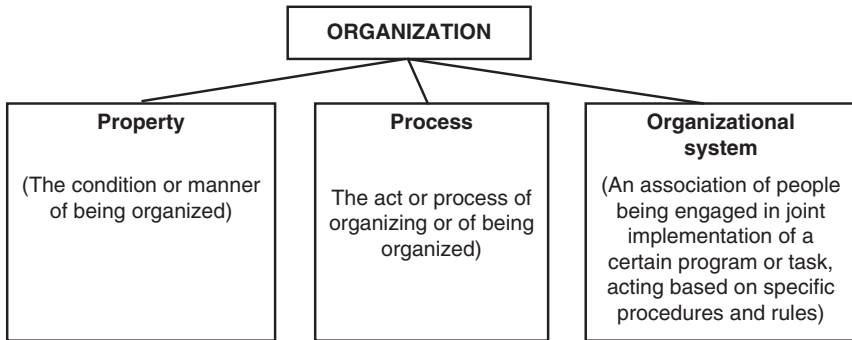 ORGANIZATION
Property
(The condition or manner
of being organized)
Process
The act or process of
organizing or of being
organized)
Organizational
system
(An association of people
being engaged in joint
implementation of a
certain program or task,
acting based on specific
procedures and rules)